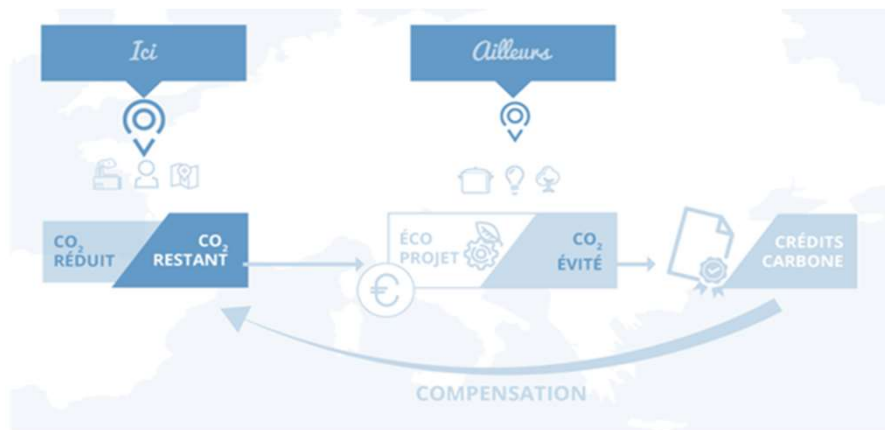 Ici
Ailleurs
CO₂
RÉDUIT
CO₂
RESTANT
ÉCO
PROJET
€
CO₂
ÉVITÉ
CRÉDITS
CARBONE
COMPENSATION